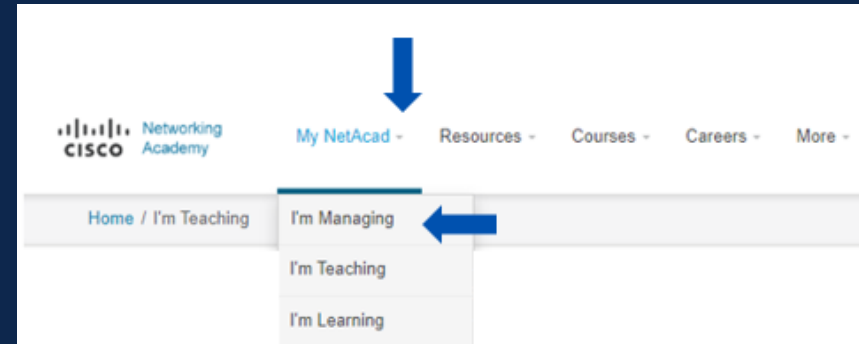 CISCO Networking Academy
My NetAcad Resources Courses Careers More
Home / I'm Teaching
I'm Managing
I'm Teaching
I'm Learning